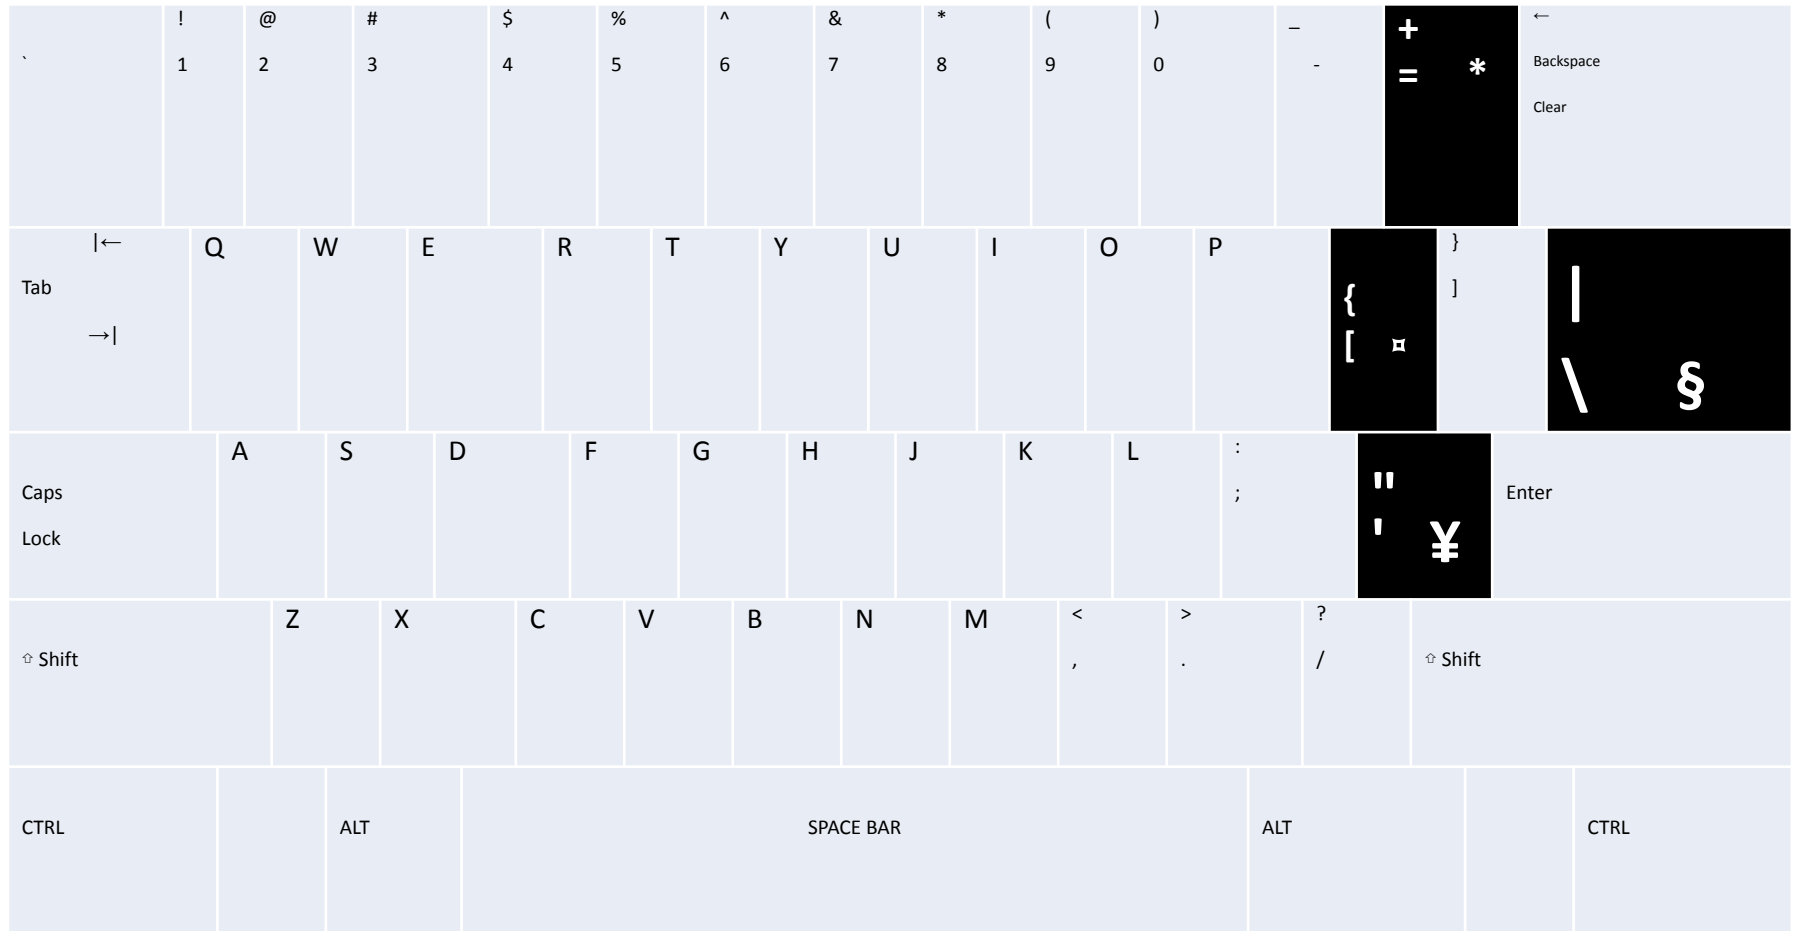 ! @ # $ % ^ & * ( ) _ + ←
` 1 2 3 4 5 6 7 8 9 0 - = * Backspace
Clear
|← Q W E R T Y U I O P { } |
Tab [ ¤ ] \ §
→|
A S D F G H J K L : "
Caps ; ' ¥ Enter
Lock
Z X C V B N M < > ?
⇧ Shift , . / ⇧ Shift
CTRL ALT SPACE BAR ALT CTRL